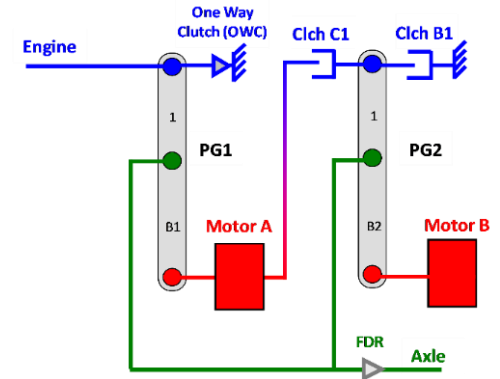 One Way
Clutch (OWC)
Engine
Clch C1
Clch B1
1
1
PG1
PG2
B1
B2
Motor A
Motor B
FDR
Axle